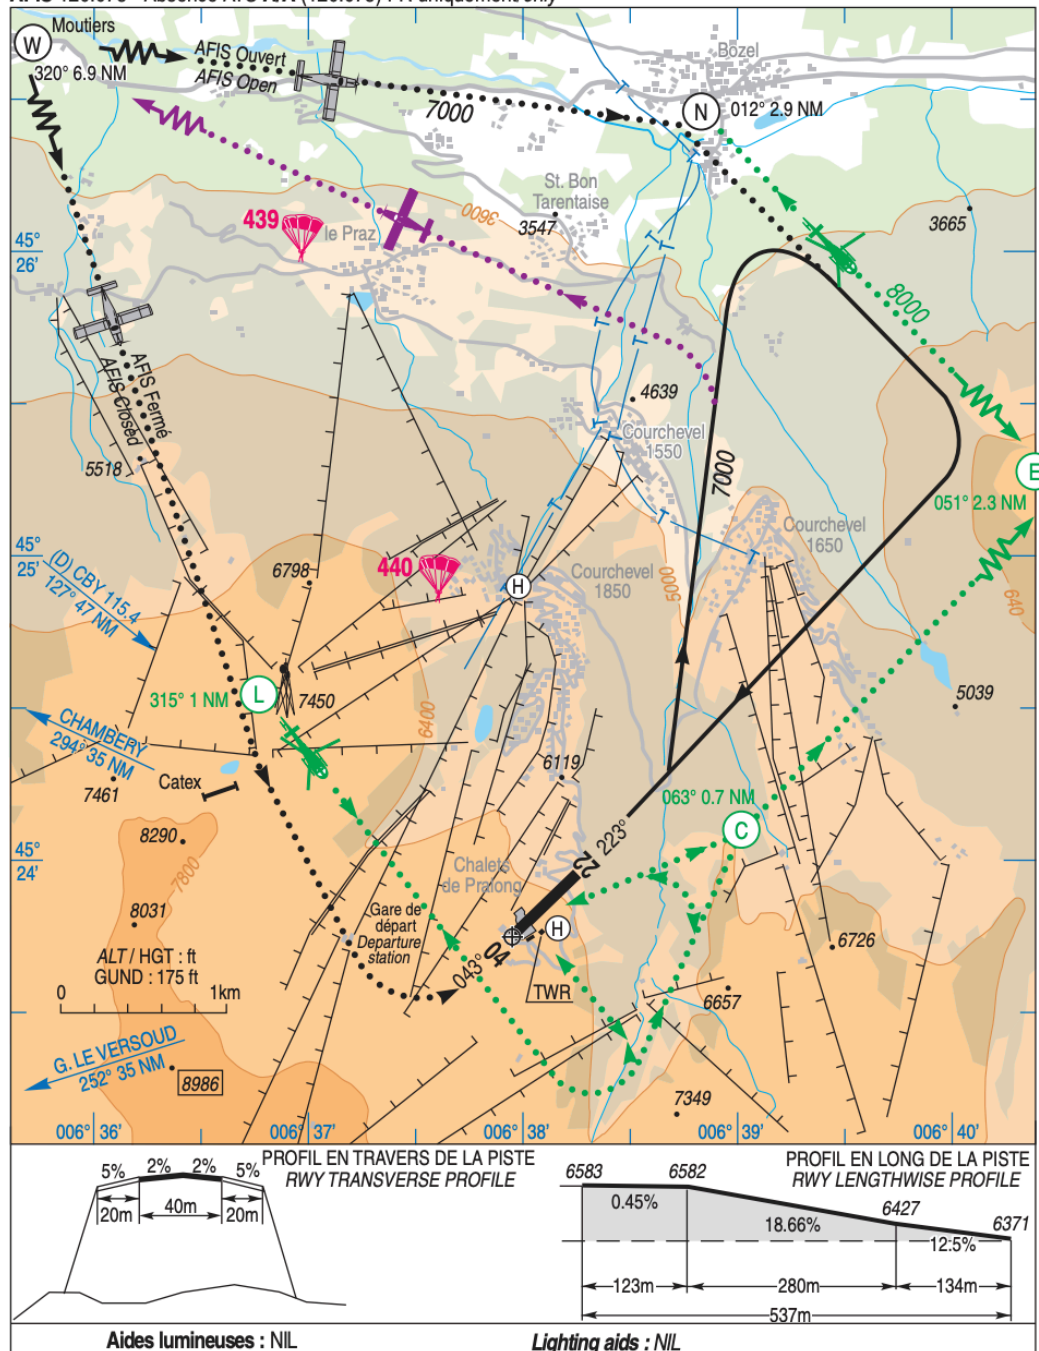 W
Moutiers
320° 6.9 NM
AFIS Ouvert
AFIS Open
7000
Bozel
N
012° 2.9 NM
St. Bon
Tarentaise
3600
3547
3665
439
le Praz
45°
26'
8000
AFIS Fermé
AFIS Closed
4639
Courchevel
1550
7000
5518
E
051° 2.3 NM
Courchevel
1650
45°
25'
(D) CBY 115.4
127° 47 NM
6798
440
H
Courchevel
1850
5000
640
L
315° 1 NM
7450
6400
5039
CHAMBERY
294° 35 NM
Catex
7461
6119
063° 0.7 NM
C
8290
7800
45°
24'
Chalets
de Pralong
22
223°
8031
Gare de
départ
Departure
station
H
04
043°
6726
ALT / HGT : ft
GUND : 175 ft
0
1km
TWR
6657
G. LE VERSOUD
252° 35 NM
8986
7349
006° 36'
006° 37'
006° 38'
006° 39'
006° 40'
PROFIL EN TRAVERS DE LA PISTE
RWY TRANSVERSE PROFILE
5%
2%
2%
5%
20m
40m
20m
PROFIL EN LONG DE LA PISTE
RWY LENGTHWISE PROFILE
6583
6582
6427
6371
0.45%
18.66%
12.5%
123m
280m
134m
537m
Aides lumineuses : NIL
Lighting aids : NIL